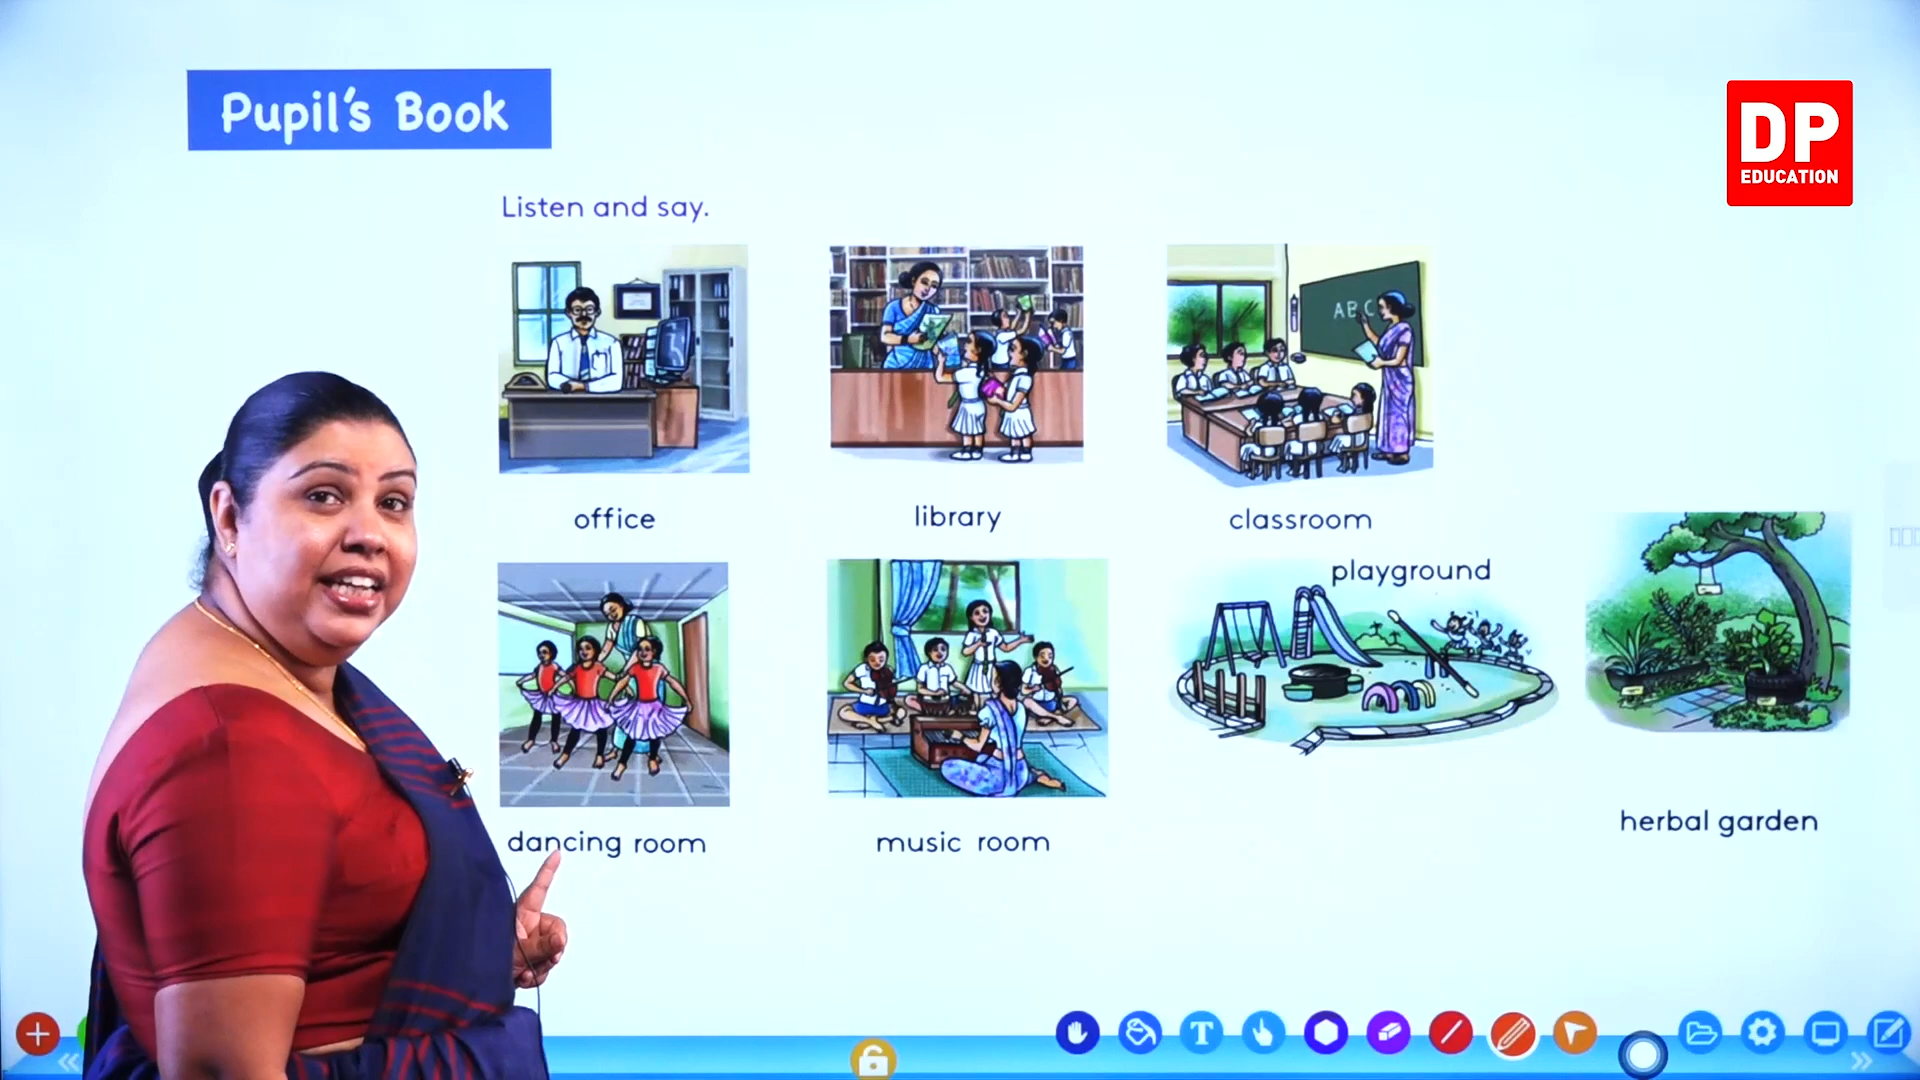 Pupil's Book
DP
EDUCATION
Listen and say.
ABC
office
library
classroom
playground
dancing room
music room
herbal garden
T